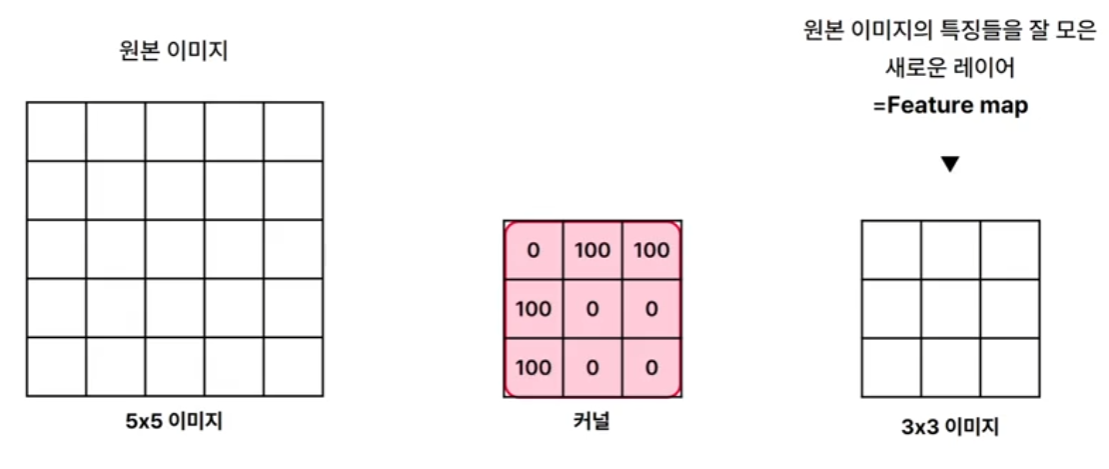 원본 이미지
5x5 이미지
0 100 100
100 0 0
100 0 0
커널
원본 이미지의 특징들을 잘 모은
새로운 레이어
=Feature map
▼
3x3 이미지